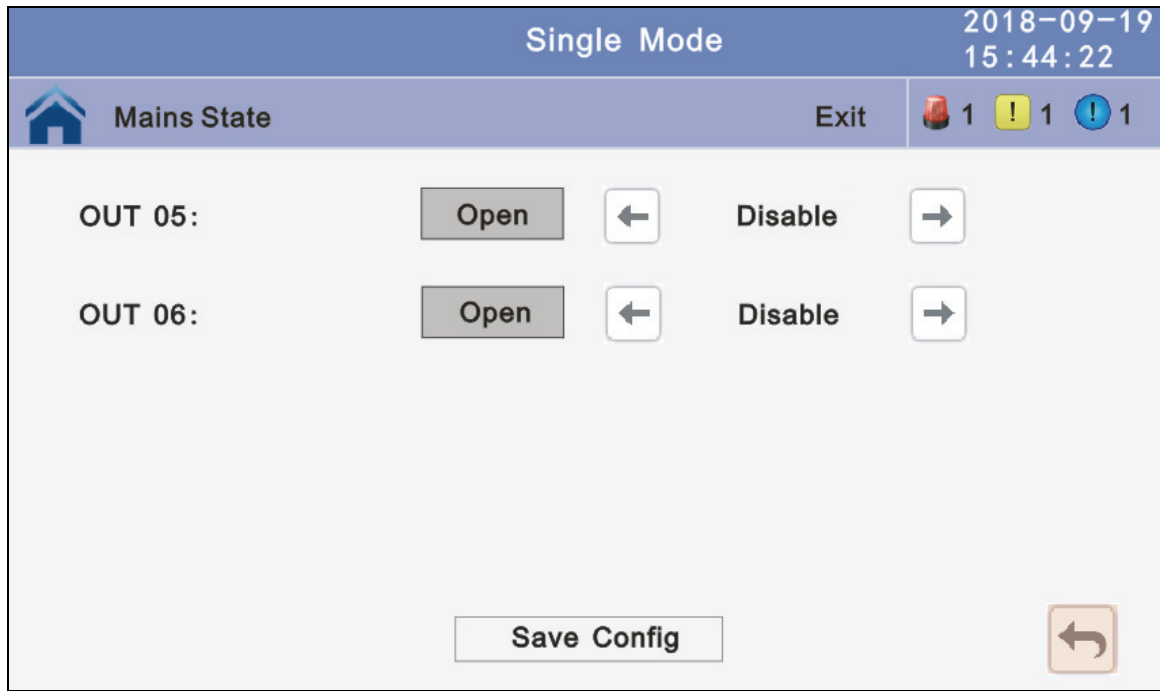 Single Mode
2018-09-19
15:44:22
Mains State Exit 1 ! 1 ! 1
OUT 05: Open Disable
OUT 06: Open Disable
Save Config